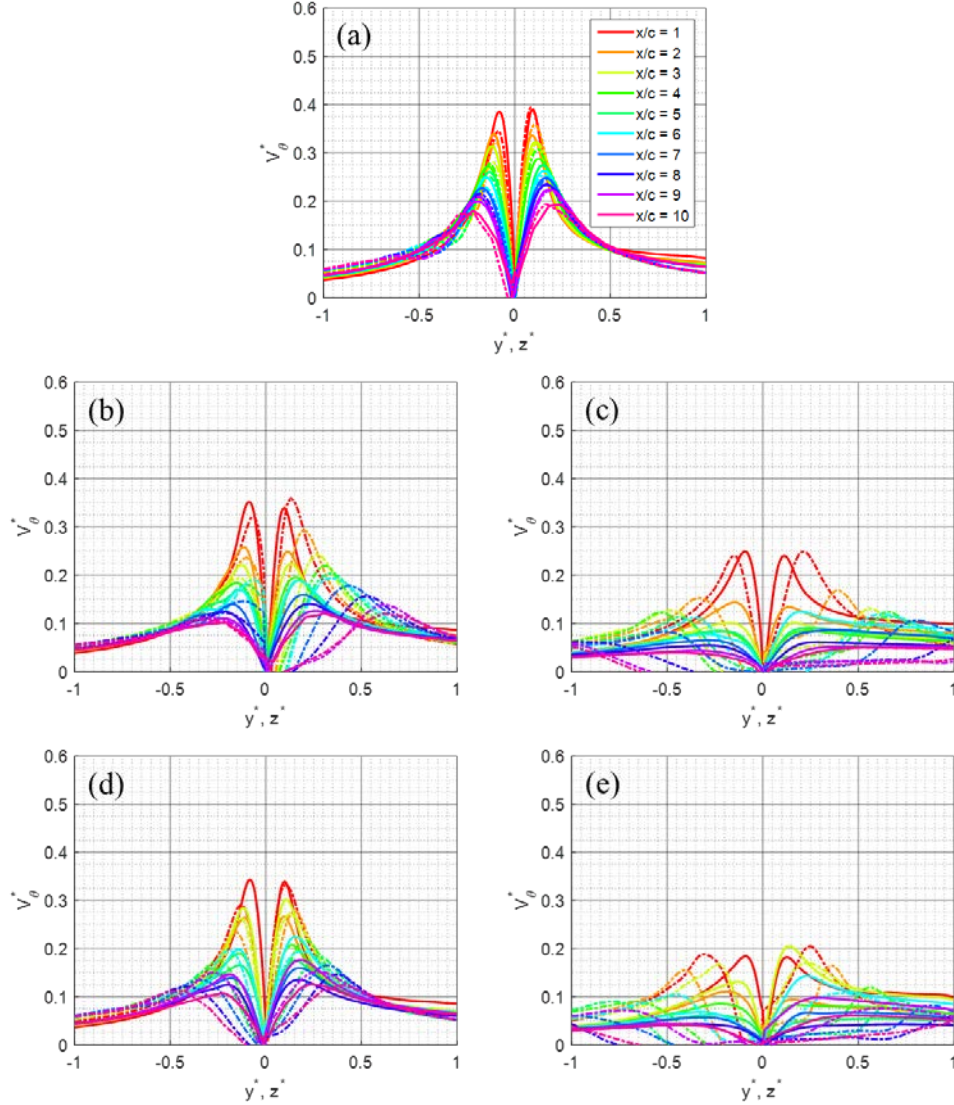 (a)
x/c = 1
x/c = 2
x/c = 3
x/c = 4
x/c = 5
x/c = 6
x/c = 7
x/c = 8
x/c = 9
x/c = 10
0.6
0.5
0.4
0.3
0.2
0.1
0
V*θ
-1
-0.5
0
0.5
1
y*, z*
(b)
0.6
0.5
0.4
0.3
0.2
0.1
0
V*θ
-1
-0.5
0
0.5
1
y*, z*
(c)
0.6
0.5
0.4
0.3
0.2
0.1
0
V*θ
-1
-0.5
0
0.5
1
y*, z*
(d)
0.6
0.5
0.4
0.3
0.2
0.1
0
V*θ
-1
-0.5
0
0.5
1
y*, z*
(e)
0.6
0.5
0.4
0.3
0.2
0.1
0
V*θ
-1
-0.5
0
0.5
1
y*, z*